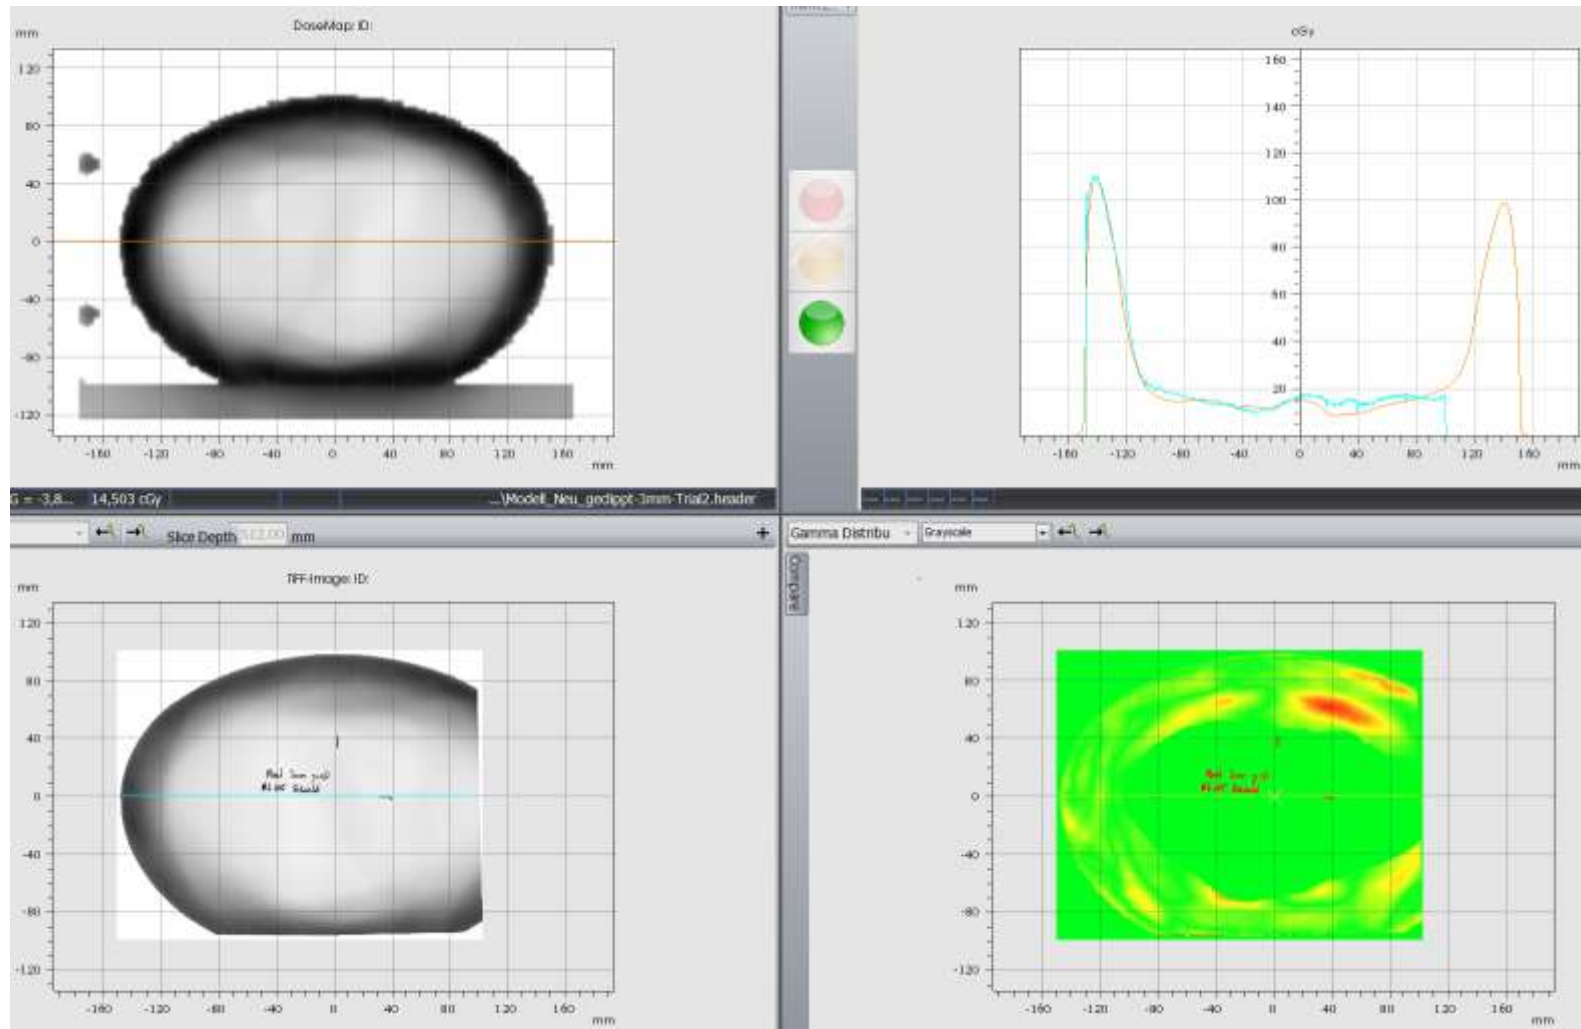 DoseMap: ID:
mm
120
80
40
0
-40
-80
-120
-160 -120 -80 -40 0 40 80 120 160
mm
cGy
160
140
120
100
80
60
40
20
-160 -120 -80 -40 0 40 80 120 160
mm
14,503 cGy
...\Modell_Neu_gedippt-3mm-Trial2.header
Slice Depth mm
TIFF-Image: ID:
mm
120
80
40
0
-40
-80
-120
-160 -120 -80 -40 0 40 80 120 160
mm
Gamma Distribu
Grayscale
Compare
mm
120
80
40
0
-40
-80
-120
-160 -120 -80 -40 0 40 80 120 160
mm